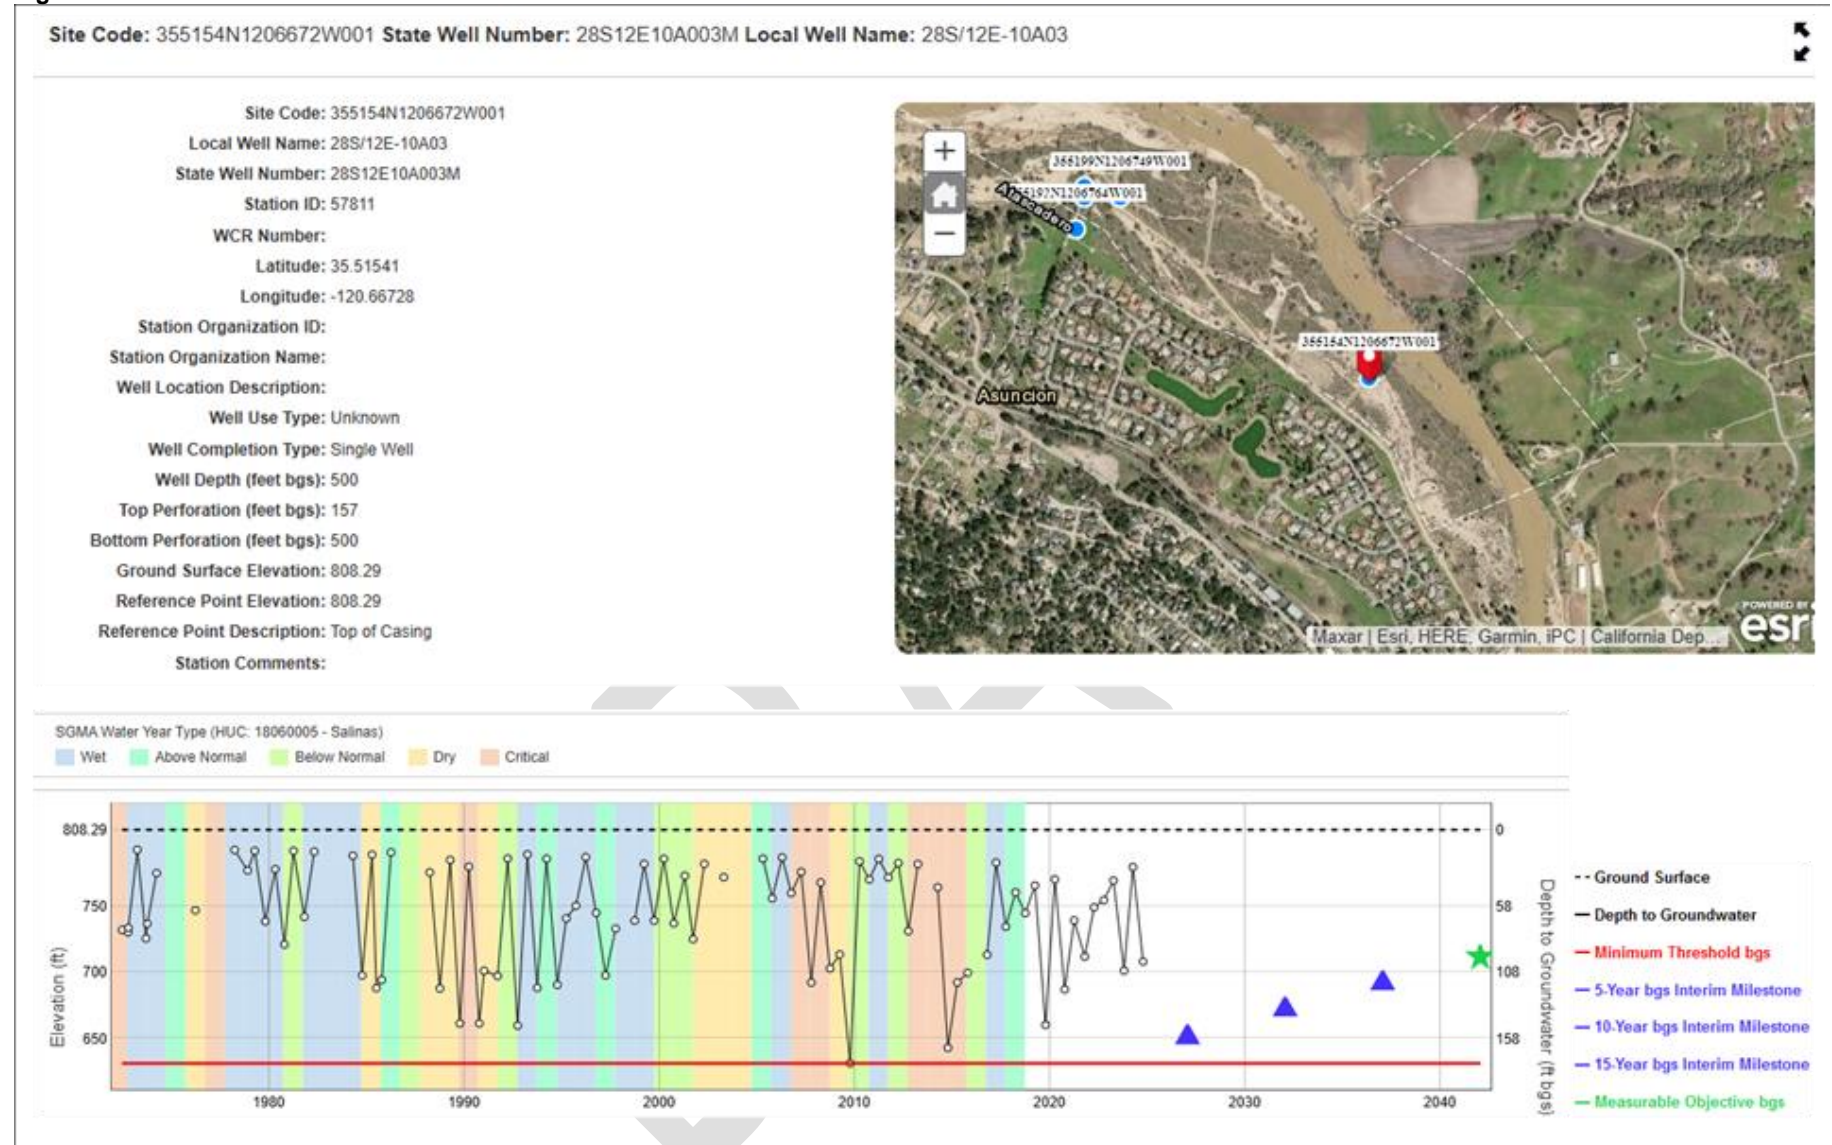 Site Code: 355154N1206672W001 State Well Number: 28S12E10A003M Local Well Name: 28S/12E-10A03
Site Code: 355154N1206672W001
Local Well Name: 28S/12E-10A03
State Well Number: 28S12E10A003M
Station ID: 57811
WCR Number:
Latitude: 35.51541
Longitude: -120.66728
Station Organization ID:
Station Organization Name:
Well Location Description:
Well Use Type: Unknown
Well Completion Type: Single Well
Well Depth (feet bgs): 500
Top Perforation (feet bgs): 157
Bottom Perforation (feet bgs): 500
Ground Surface Elevation: 808.29
Reference Point Elevation: 808.29
Reference Point Description: Top of Casing
Station Comments:
+
−
355199N1206749W001
55192N1206764W001
Atascadero
355154N1206672W001
Asuncion
POWERED BY
esri
Maxar | Esri, HERE, Garmin, iPC | California Dep...
SGMA Water Year Type (HUC: 18060005 - Salinas)
Wet Above Normal Below Normal Dry Critical
Elevation (ft)
808.29
750
700
650
1980 1990 2000 2010 2020 2030 2040
0
58
108
158
Depth to Groundwater (ft bgs)
Ground Surface
Depth to Groundwater
Minimum Threshold bgs
5-Year bgs Interim Milestone
10-Year bgs Interim Milestone
15-Year bgs Interim Milestone
Measurable Objective bgs